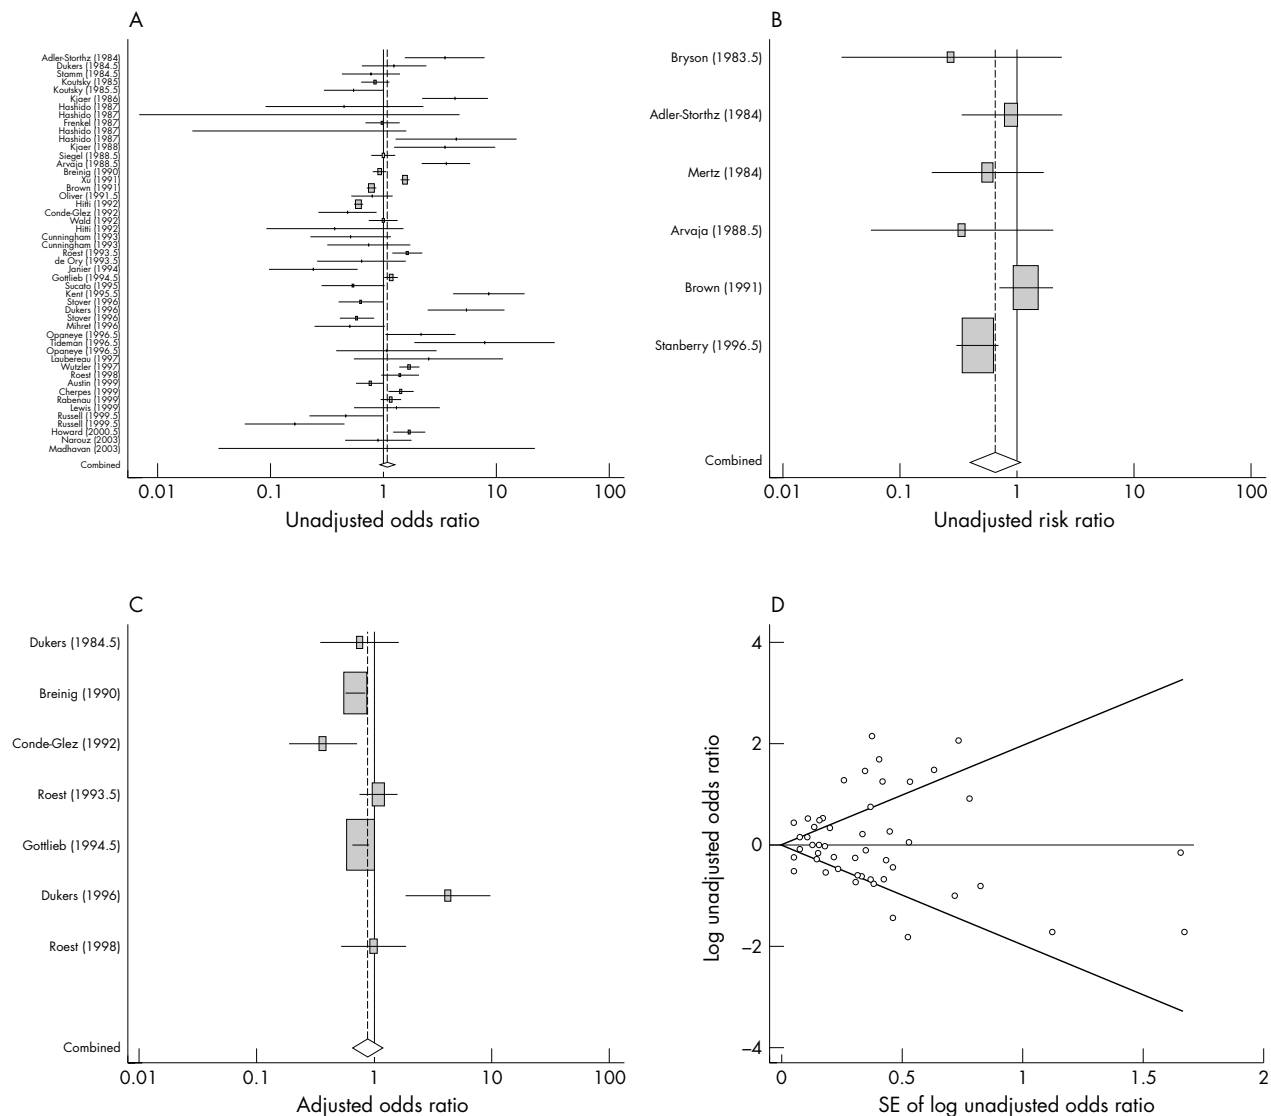 A
Adler-Storthz (1984)
Dukers (1984.5)
Stamm (1984.5)
Koutsky (1985)
Koutsky (1985.5)
Kjaer (1986)
Hashido (1987)
Hashido (1987)
Frenkel (1987)
Hashido (1987)
Hashido (1987)
Kjaer (1988)
Siegel (1988.5)
Arvaja (1988.5)
Breinig (1990)
Xu (1991)
Brown (1991)
Oliver (1991.5)
Hitti (1992)
Conde-Glez (1992)
Wald (1992)
Hitti (1992)
Cunningham (1993)
Cunningham (1993)
Roest (1993.5)
de Ory (1993.5)
Janier (1994)
Gottlieb (1994.5)
Sucato (1995)
Kent (1995.5)
Stover (1996)
Dukers (1996)
Stover (1996)
Mihret (1996)
Opaneye (1996.5)
Tideman (1996.5)
Opaneye (1996.5)
Laubereau (1997)
Wutzler (1997)
Roest (1998)
Austin (1999)
Cherpes (1999)
Rabenau (1999)
Lewis (1999)
Russell (1999.5)
Russell (1999.5)
Howard (2000.5)
Narouz (2003)
Madhavan (2003)
Combined
0.01 0.1 1 10 100
Unadjusted odds ratio
B
Bryson (1983.5)
Adler-Storthz (1984)
Mertz (1984)
Arvaja (1988.5)
Brown (1991)
Stanberry (1996.5)
Combined
0.01 0.1 1 10 100
Unadjusted risk ratio
C
Dukers (1984.5)
Breinig (1990)
Conde-Glez (1992)
Roest (1993.5)
Gottlieb (1994.5)
Dukers (1996)
Roest (1998)
Combined
0.01 0.1 1 10 100
Adjusted odds ratio
D
Log unadjusted odds ratio
4
2
0
−2
−4
0 0.5 1 1.5 2
SE of log unadjusted odds ratio